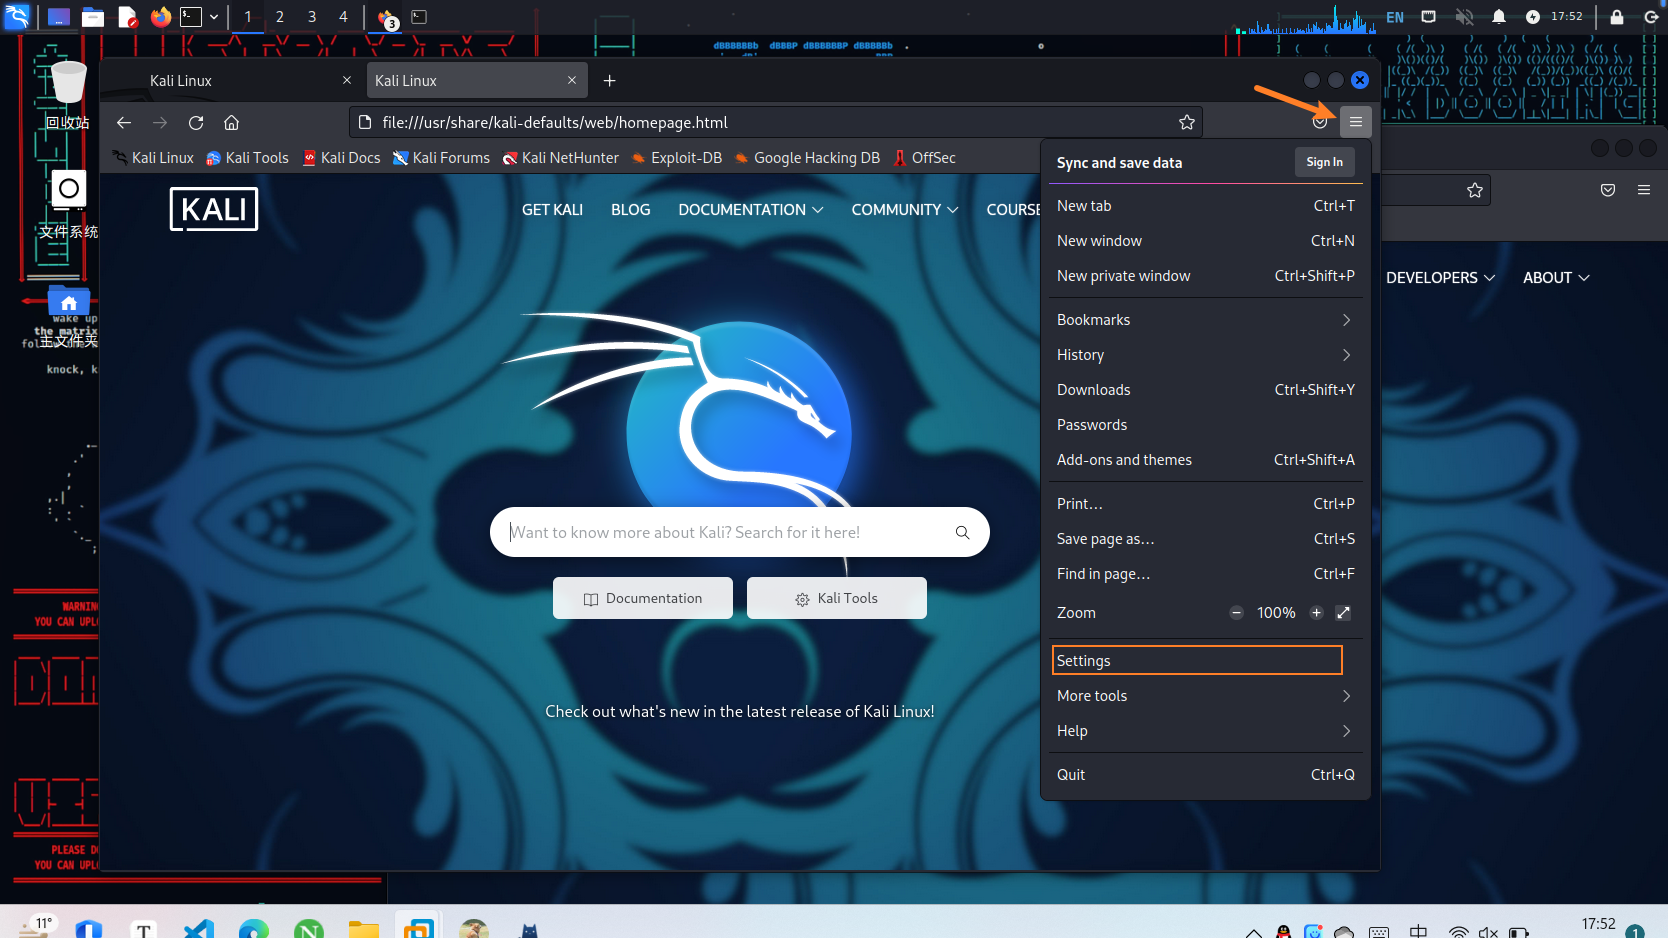 1 2 3 4
3
EN
17:52
回收站
文件系统
主文件夹
wake up
the matrix
knock, k
WARNIN
YOU CAN UPL
PLEASE D
YOU CAN UPL
Kali Linux
Kali Linux
file:///usr/share/kali-defaults/web/homepage.html
Kali Linux Kali Tools Kali Docs Kali Forums Kali NetHunter Exploit-DB Google Hacking DB OffSec
KALI
GET KALI BLOG DOCUMENTATION COMMUNITY COURSE
Want to know more about Kali? Search for it here!
Documentation
Kali Tools
Check out what's new in the latest release of Kali Linux!
Sync and save data Sign In
New tab Ctrl+T
New window Ctrl+N
New private window Ctrl+Shift+P
Bookmarks
History
Downloads Ctrl+Shift+Y
Passwords
Add-ons and themes Ctrl+Shift+A
Print… Ctrl+P
Save page as… Ctrl+S
Find in page… Ctrl+F
Zoom 100%
Settings
More tools
Help
Quit Ctrl+Q
DEVELOPERS ABOUT
11°
T
N
中
17:52
1